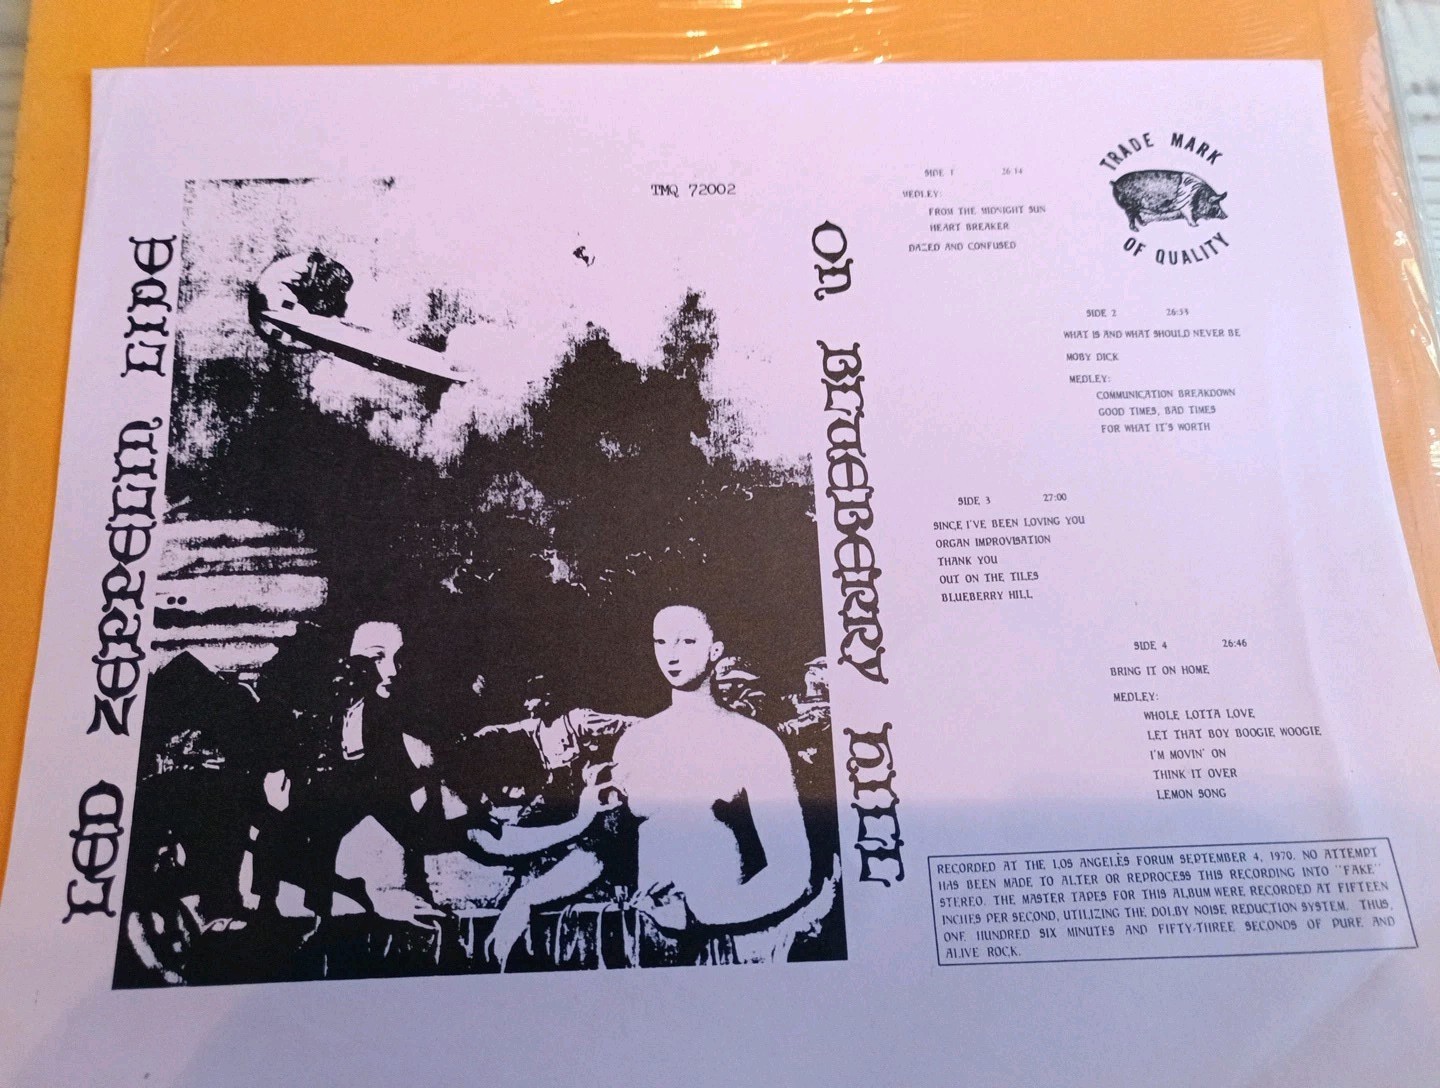 LED ZEPPELIN LIVE
TMQ 72002
ON BLUEBERRY HILL
SIDE 1 26:14
MEDLEY:
FROM THE MIDNIGHT SUN
HEART BREAKER
DAZED AND CONFUSED
TRADE MARK
OF QUALITY
SIDE 2 26:53
WHAT IS AND WHAT SHOULD NEVER BE
MOBY DICK
MEDLEY:
COMMUNICATION BREAKDOWN
GOOD TIMES, BAD TIMES
FOR WHAT IT'S WORTH
SIDE 3 27:00
SINCE I'VE BEEN LOVING YOU
ORGAN IMPROVISATION
THANK YOU
OUT ON THE TILES
BLUEBERRY HILL
SIDE 4 26:46
BRING IT ON HOME
MEDLEY:
WHOLE LOTTA LOVE
LET THAT BOY BOOGIE WOOGIE
I'M MOVIN' ON
THINK IT OVER
LEMON SONG
RECORDED AT THE LOS ANGELES FORUM SEPTEMBER 4, 1970. NO ATTEMPT
HAS BEEN MADE TO ALTER OR REPROCESS THIS RECORDING INTO "FAKE"
STEREO. THE MASTER TAPES FOR THIS ALBUM WERE RECORDED AT FIFTEEN
INCHES PER SECOND, UTILIZING THE DOLBY NOISE REDUCTION SYSTEM. THUS,
ONE HUNDRED SIX MINUTES AND FIFTY-THREE SECONDS OF PURE AND
ALIVE ROCK.